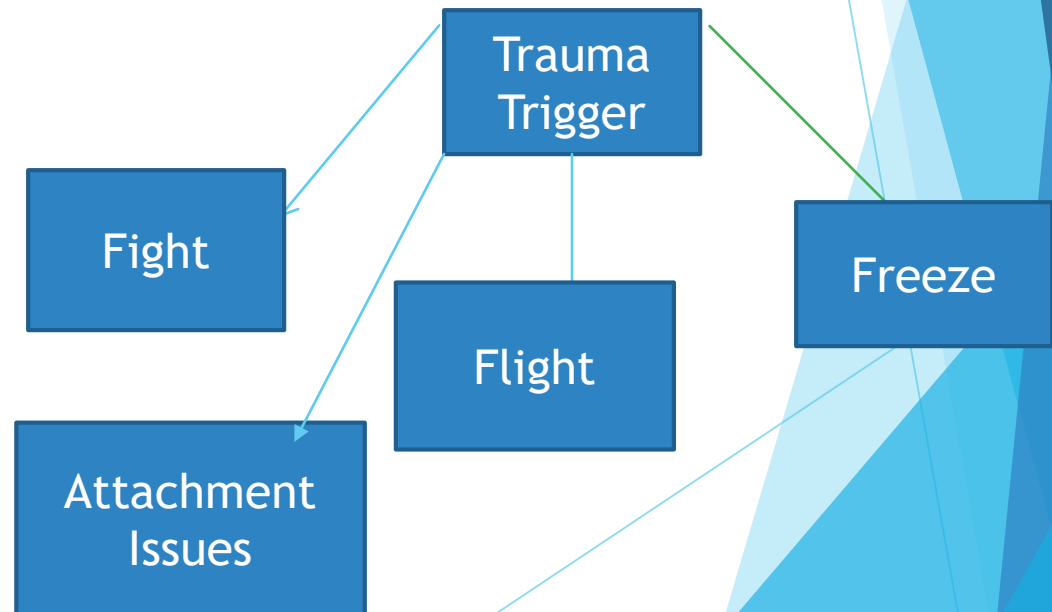 Trauma
Trigger
Fight
Freeze
Flight
Attachment
Issues